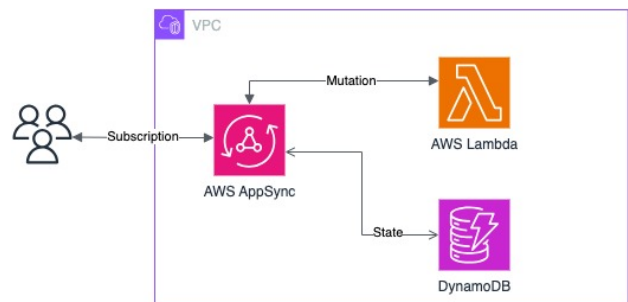 VPC
Mutation
Subscription
AWS Lambda
AWS AppSync
State
DynamoDB